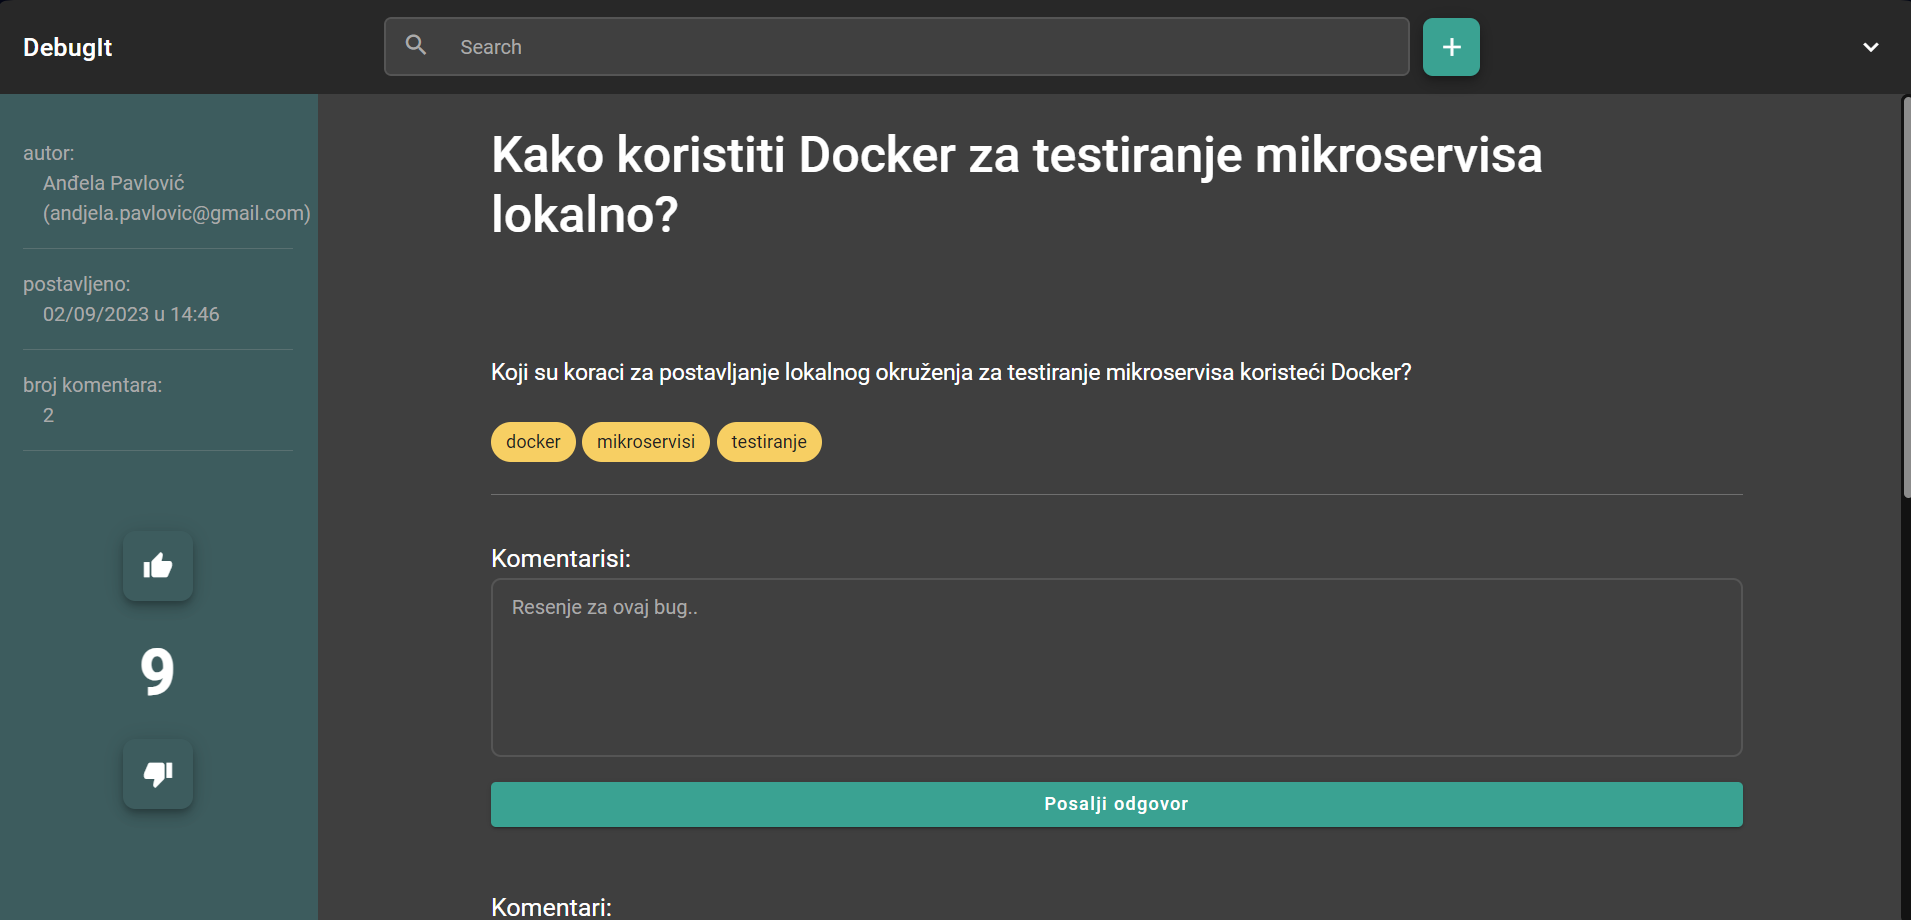 DebugIt
Search
autor:
Anđela Pavlović
(andjela.pavlovic@gmail.com)
postavljeno:
02/09/2023 u 14:46
broj komentara:
2
9
Kako koristiti Docker za testiranje mikroservisa
lokalno?
Koji su koraci za postavljanje lokalnog okruženja za testiranje mikroservisa koristeći Docker?
docker mikroservisi testiranje
Komentarisi:
Resenje za ovaj bug..
Posalji odgovor
Komentari: